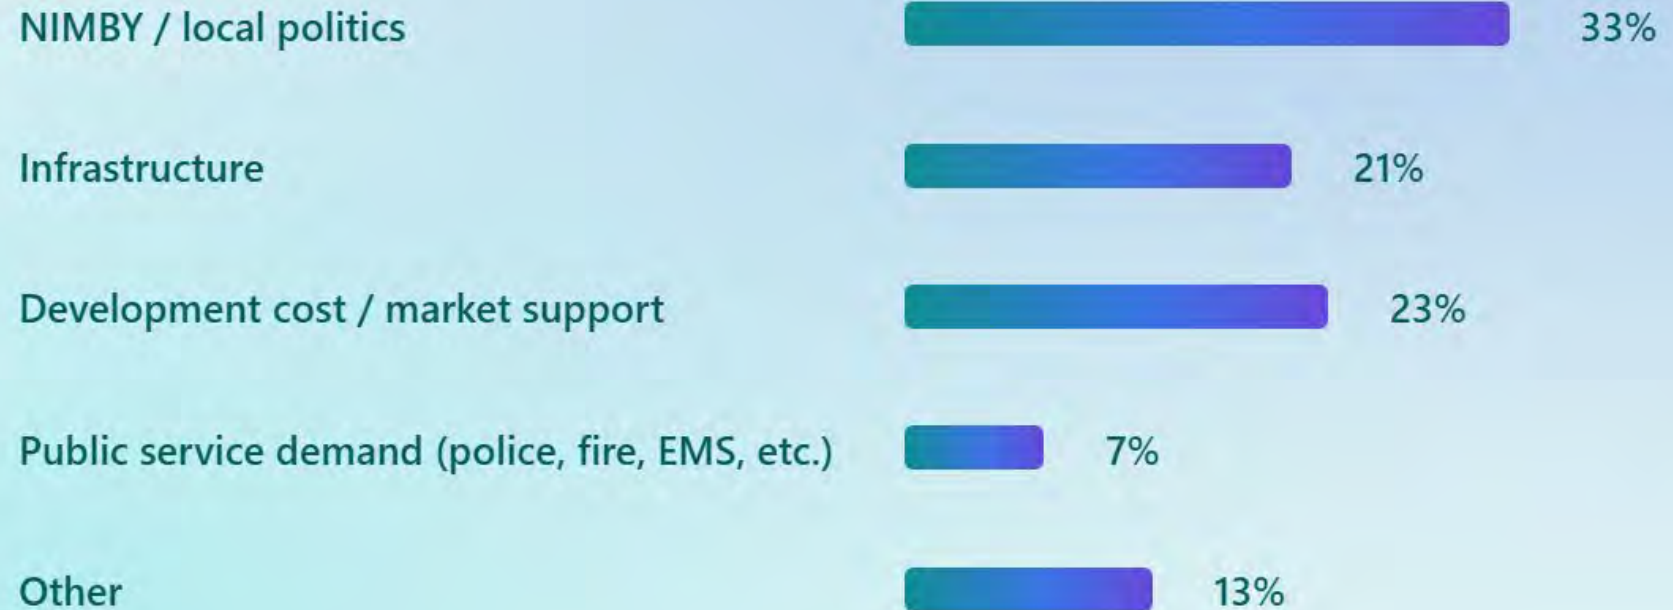 NIMBY / local politics 33%
Infrastructure 21%
Development cost / market support 23%
Public service demand (police, fire, EMS, etc.) 7%
Other 13%